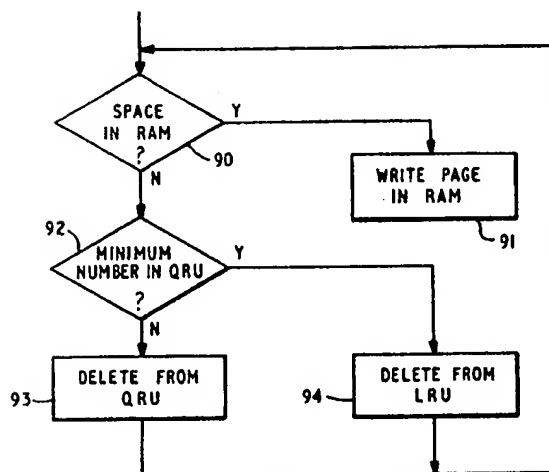 SPACE
IN RAM
?
Y
90
N
WRITE PAGE
IN RAM
91
92
MINIMUM
NUMBER IN QRU
?
Y
N
DELETE FROM
QRU
93
DELETE FROM
LRU
94